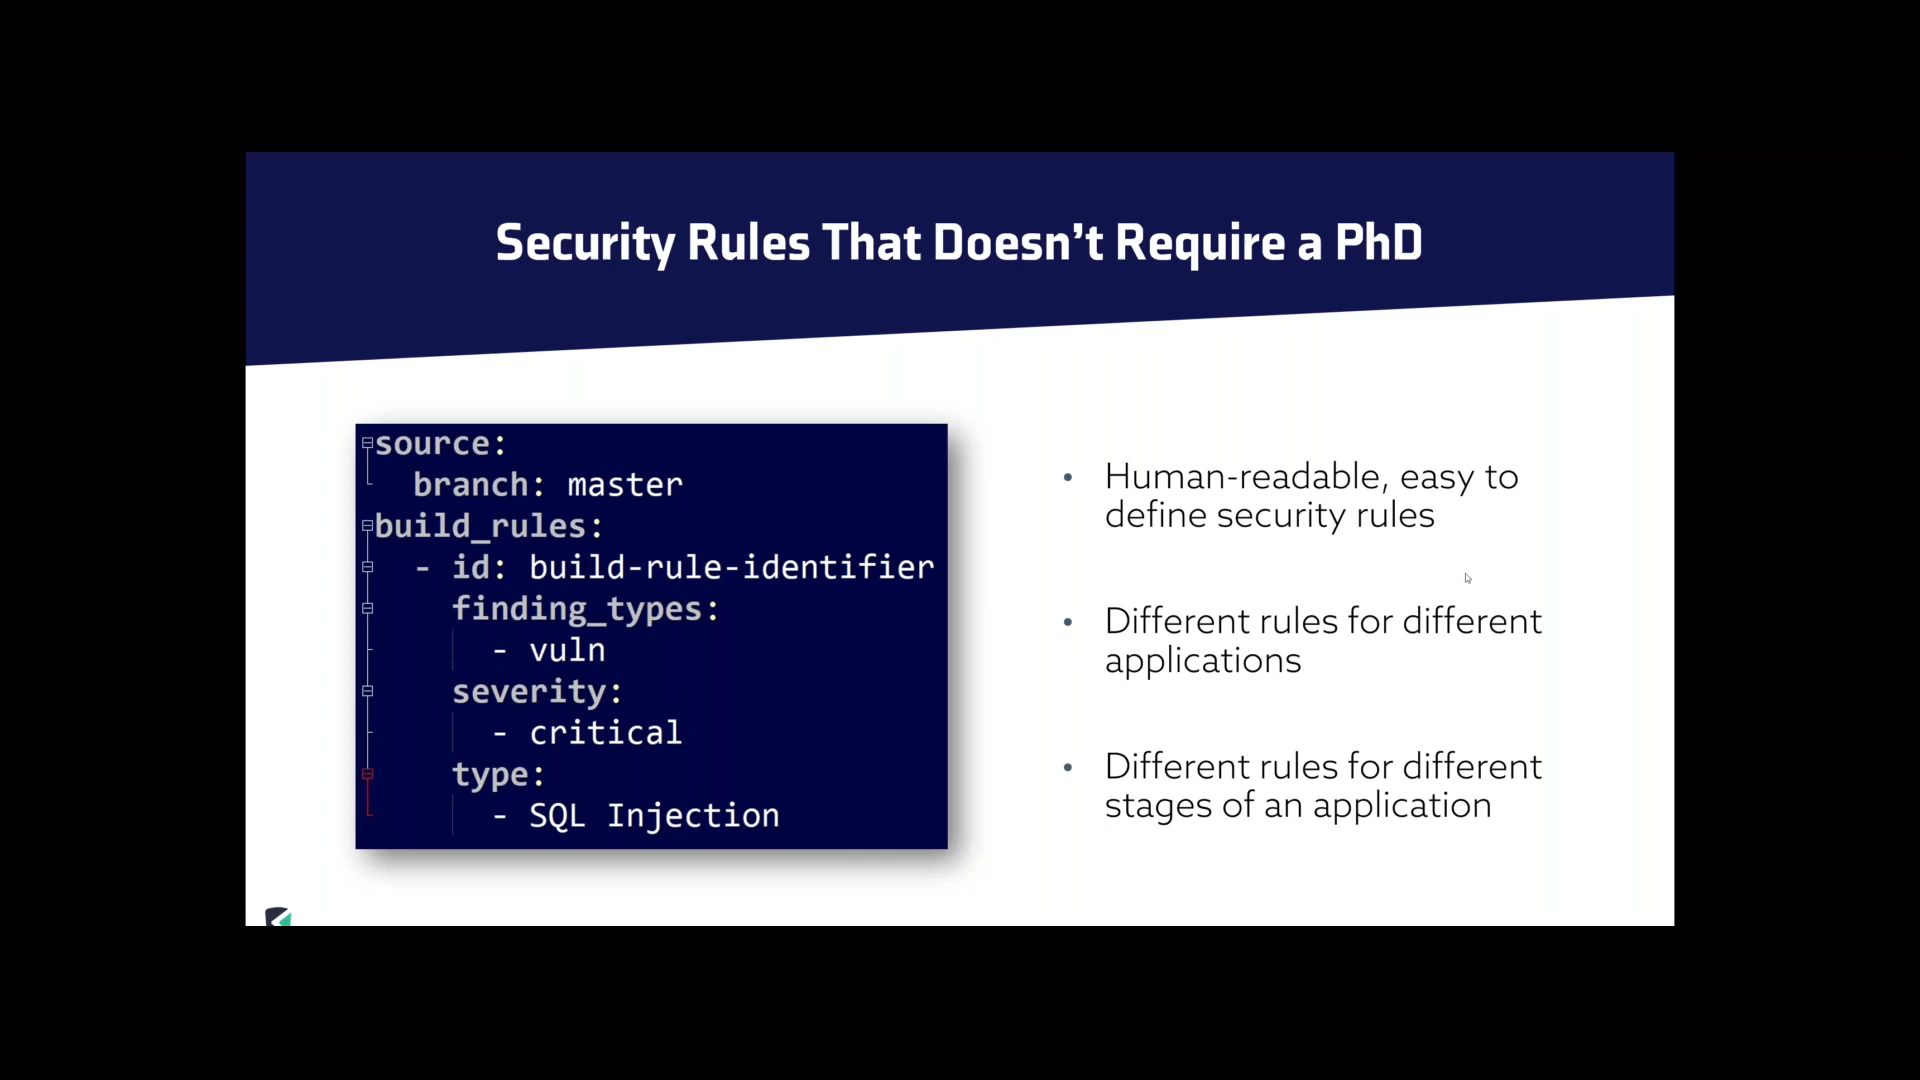 Security Rules That Doesn’t Require a PhD
source:
branch: master
build_rules:
- id: build-rule-identifier
finding_types:
- vuln
severity:
- critical
type:
- SQL Injection
• Human-readable, easy to
define security rules
• Different rules for different
applications
• Different rules for different
stages of an application